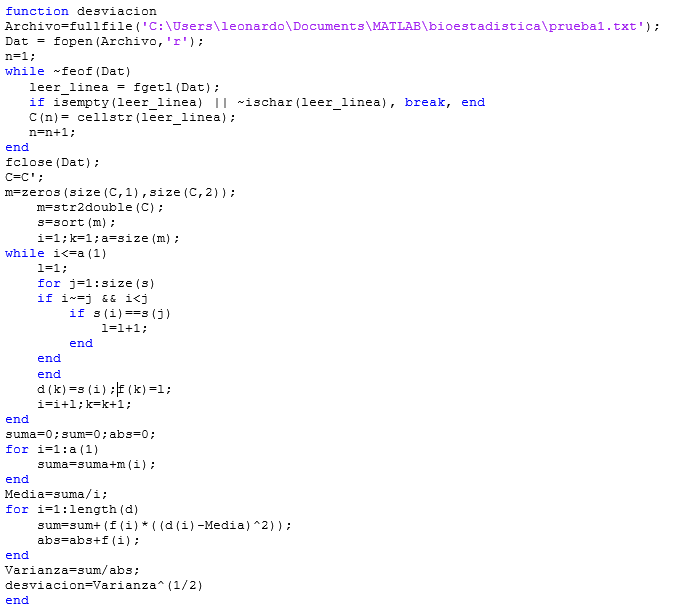 function desviacion
Archivo=fullfile('C:\Users\leonardo\Documents\MATLAB\bioestadistica\prueba1.txt');
Dat = fopen(Archivo,'r');
n=1;
while ~feof(Dat)
   leer_linea = fgetl(Dat);
   if isempty(leer_linea) || ~ischar(leer_linea), break, end
   C(n)= cellstr(leer_linea);
   n=n+1;
end
fclose(Dat);
C=C';
m=zeros(size(C,1),size(C,2));
    m=str2double(C);
    s=sort(m);
    i=1;k=1;a=size(m);
while i<=a(1)
    l=1;
    for j=1:size(s)
    if i~=j && i<j
        if s(i)==s(j)
            l=l+1;
        end
    end
    end
    d(k)=s(i);f(k)=l;
    i=i+l;k=k+1;
end
suma=0;sum=0;abs=0;
for i=1:a(1)
    suma=suma+m(i);
end
Media=suma/i;
for i=1:length(d)
    sum=sum+(f(i)*((d(i)-Media)^2));
    abs=abs+f(i);
end
Varianza=sum/abs;
desviacion=Varianza^(1/2)
end